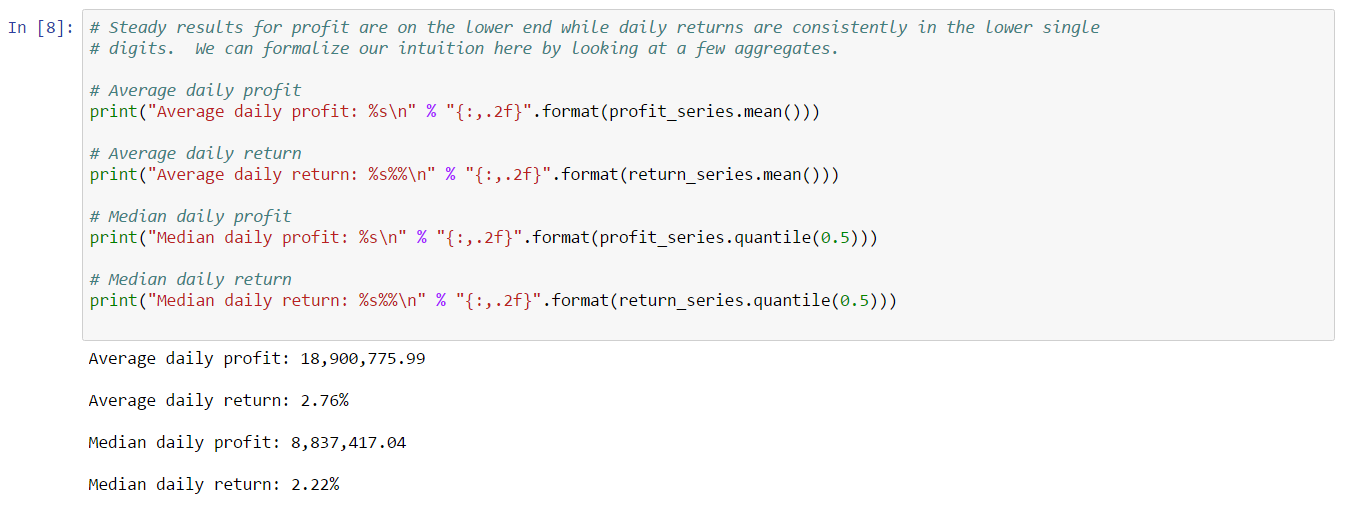 In [8]: # Steady results for profit are on the lower end while daily returns are consistently in the lower single
# digits.  We can formalize our intuition here by looking at a few aggregates.
# Average daily profit
print("Average daily profit: %s\n" % "{:,.2f}".format(profit_series.mean()))
# Average daily return
print("Average daily return: %s%%\n" % "{:,.2f}".format(return_series.mean()))
# Median daily profit
print("Median daily profit: %s\n" % "{:,.2f}".format(profit_series.quantile(0.5)))
# Median daily return
print("Median daily return: %s%%\n" % "{:,.2f}".format(return_series.quantile(0.5)))
Average daily profit: 18,900,775.99
Average daily return: 2.76%
Median daily profit: 8,837,417.04
Median daily return: 2.22%